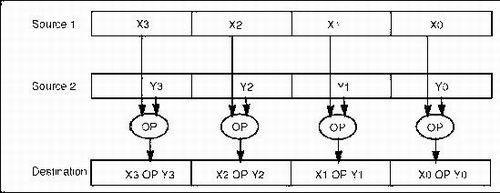 Source 1 X3 X2 X1 X0
Source 2 Y3 Y2 Y1 Y0
OP OP OP OP
Destination X3 OP Y3 X2 OP Y2 X1 OP Y1 X0 OP Y0